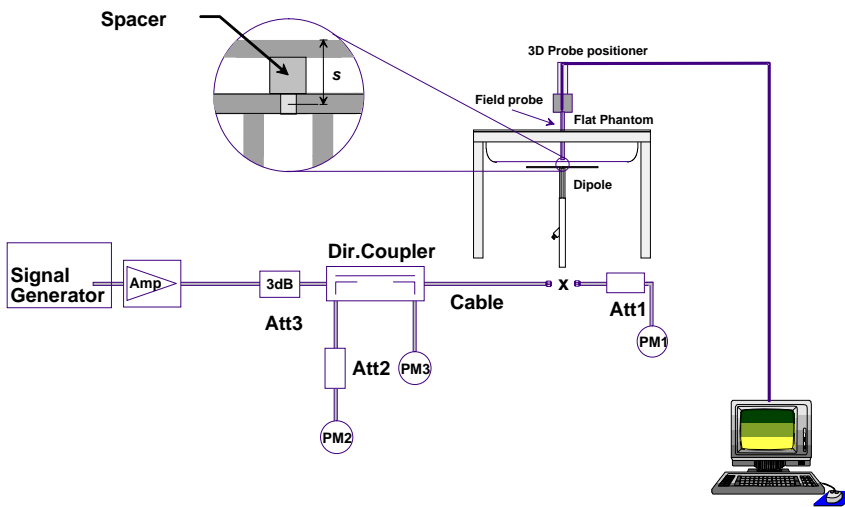 Spacer
s
3D Probe positioner
Field probe
Flat Phantom
Dipole
Dir.Coupler
Signal
Generator
Amp
3dB
Att3
Cable
x
Att1
PM1
Att2
PM3
PM2